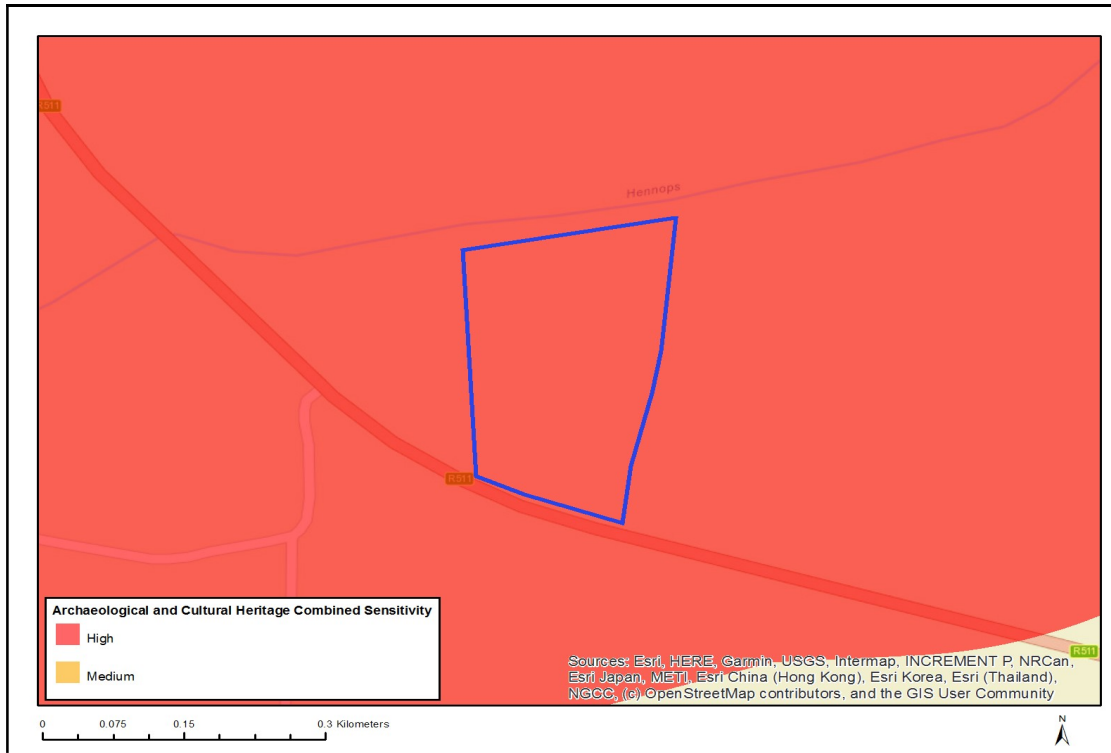 R511
Hennops
R511
R511
Archaeological and Cultural Heritage Combined Sensitivity
High
Medium
Sources: Esri, HERE, Garmin, USGS, Intermap, INCREMENT P, NRCan,
Esri Japan, METI, Esri China (Hong Kong), Esri Korea, Esri (Thailand),
NGCC, (c) OpenStreetMap contributors, and the GIS User Community
0 0.075 0.15 0.3 Kilometers
N